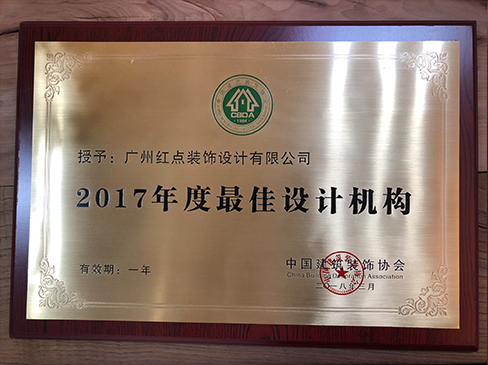 CBDA
1984
授予：广州红点装饰设计有限公司
2017年度最佳设计机构
有效期：一年
中国建筑装饰协会
China Building Decoration Association
二〇一八年三月